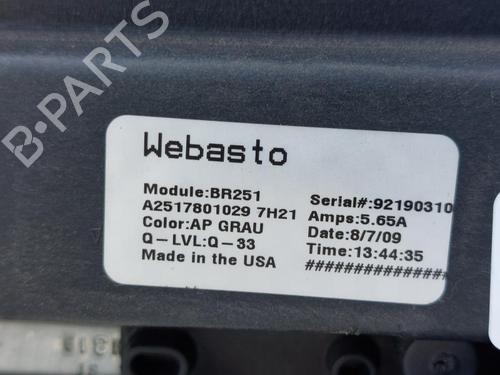 Webasto
Module:BR251
A2517801029 7H21
Color:AP GRAU
Q-LVL:Q-33
Made in the USA
Serial#:92190310
Amps:5.65A
Date:8/7/09
Time:13:44:35
###############
B-PARTS